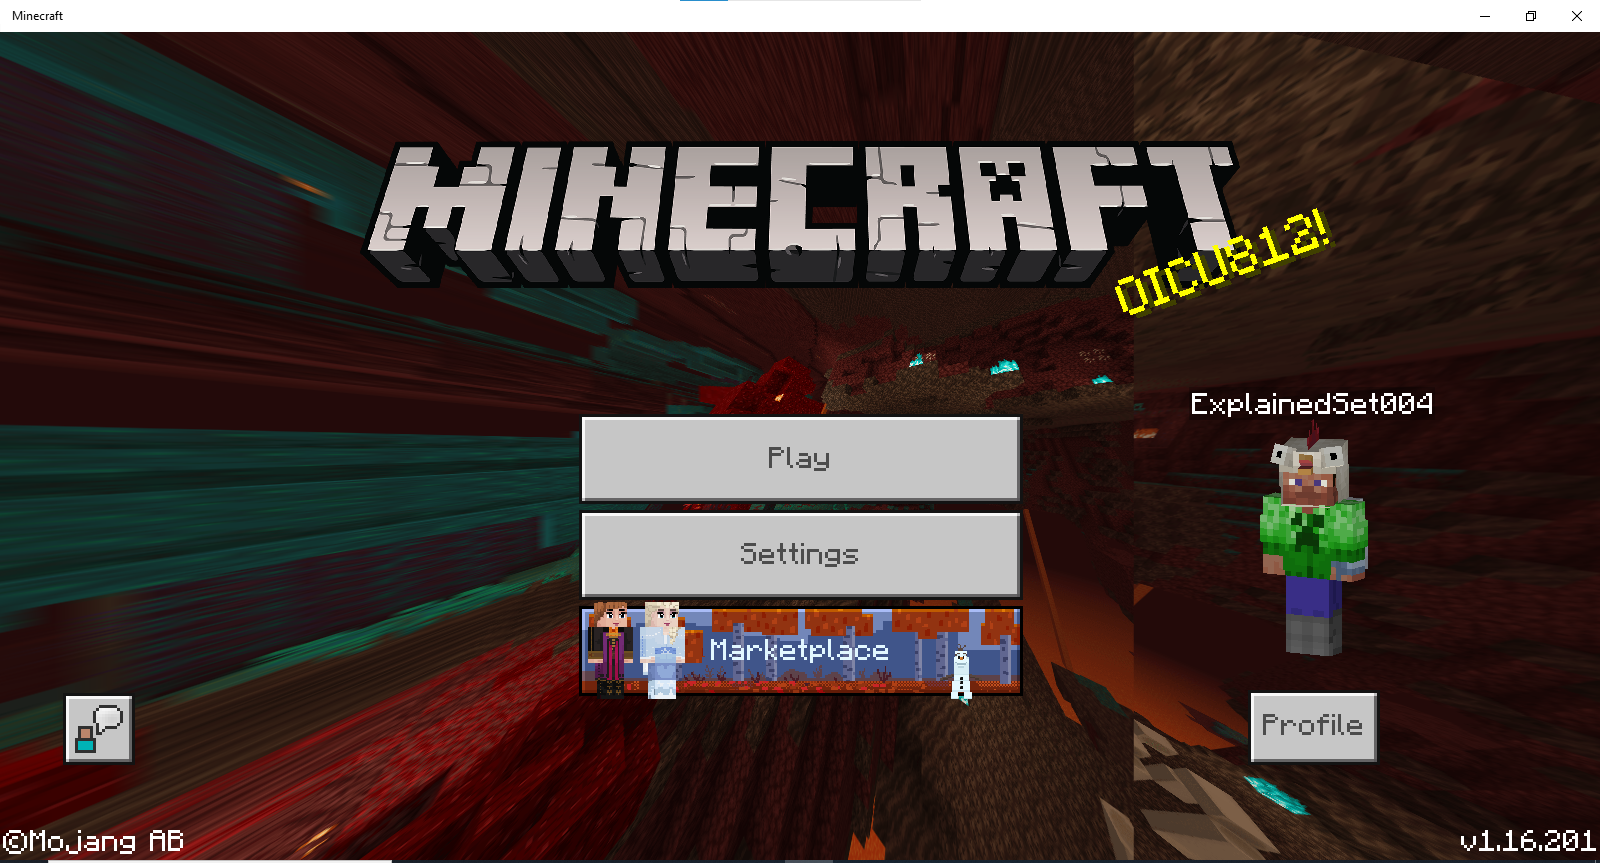 Minecraft
MINECRAFT
OICU812!
ExplainedSet004
Play
Settings
Marketplace
Profile
©Mojang AB
v1.16.201